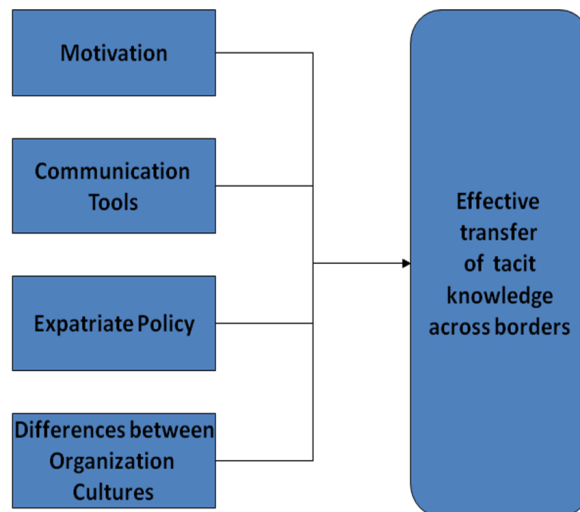 Motivation
Communication
Tools
Expatriate Policy
Differences between
Organization
Cultures
Effective
transfer
of tacit
knowledge
across borders